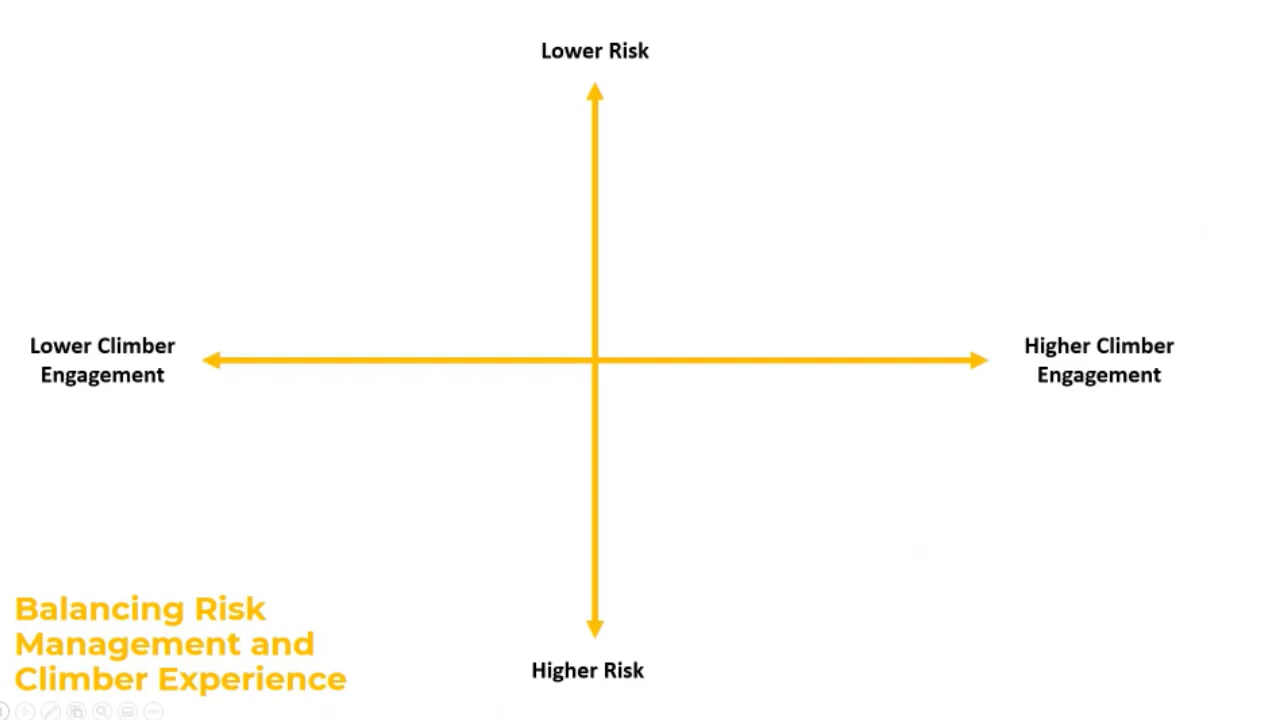 Lower Risk
Lower Climber
Engagement
Higher Climber
Engagement
Higher Risk
Balancing Risk
Management and
Climber Experience